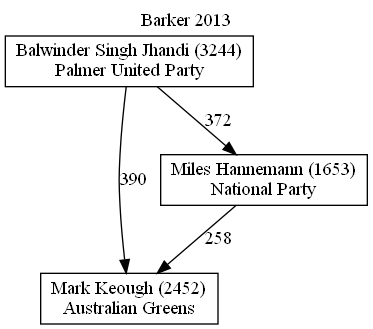 Barker 2013
Balwinder Singh Jhandi (3244)
Palmer United Party
372
Miles Hannemann (1653)
National Party
390
258
Mark Keough (2452)
Australian Greens